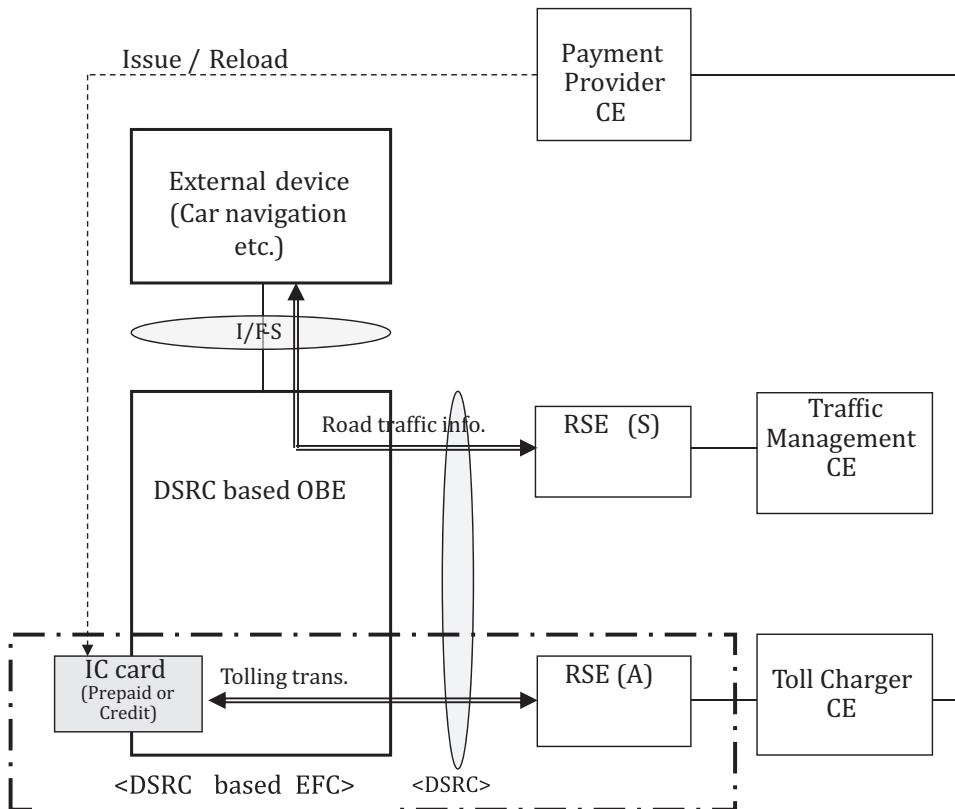 Issue / Reload
Payment
Provider
CE
External device
(Car navigation
etc.)
I/F-S
Road traffic info.
RSE (S)
Traffic
Management
CE
DSRC based OBE
IC card
(Prepaid or
Credit)
Tolling trans.
RSE (A)
Toll Charger
CE
<DSRC based EFC>
<DSRC>